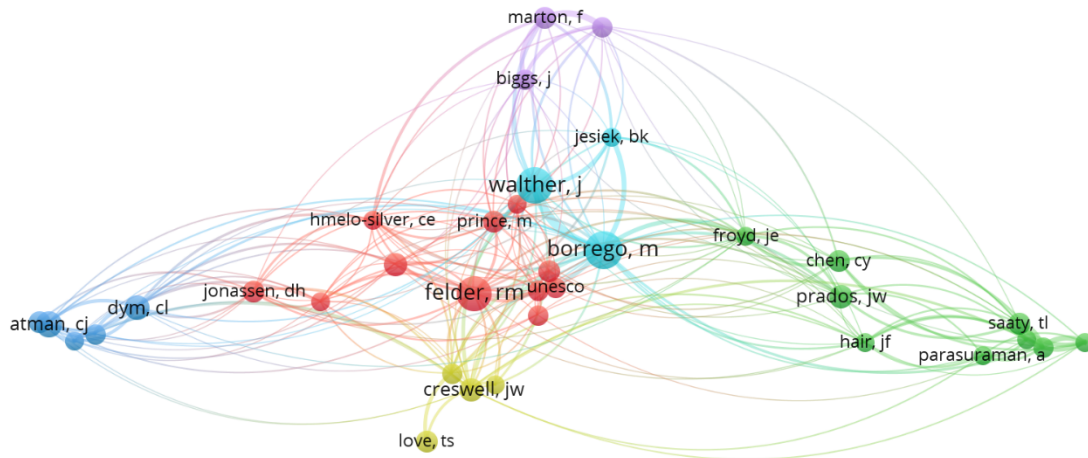 marton, f
biggs, j
jesiek, bk
walther, j
hmelo-silver, ce
prince, m
froyd, je
borrego, m
chen, cy
jonassen, dh
felder, rm
unesco
prados, jw
dym, cl
atman, cj
saaty, tl
hair, jf
parasuraman, a
creswell, jw
love, ts